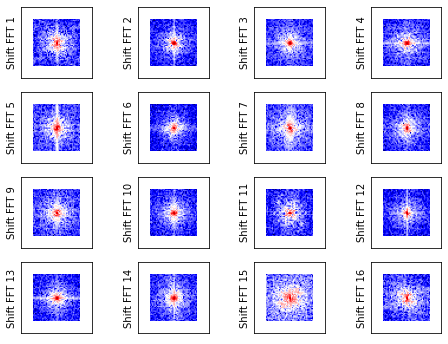 Shift FFT 1
Shift FFT 2
Shift FFT 3
Shift FFT 4
Shift FFT 5
Shift FFT 6
Shift FFT 7
Shift FFT 8
Shift FFT 9
Shift FFT 10
Shift FFT 11
Shift FFT 12
Shift FFT 13
Shift FFT 14
Shift FFT 15
Shift FFT 16